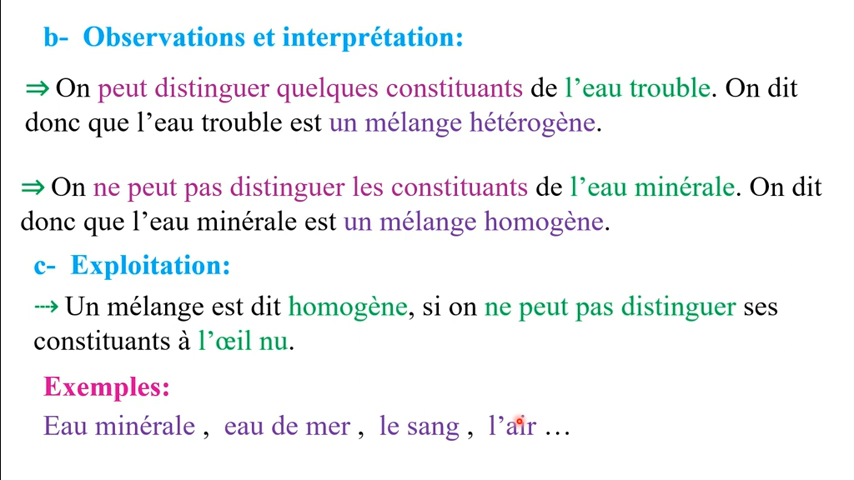 b- Observations et interprétation:
⇒ On peut distinguer quelques constituants de l’eau trouble. On dit
donc que l’eau trouble est un mélange hétérogène.
⇒ On ne peut pas distinguer les constituants de l’eau minérale. On dit
donc que l’eau minérale est un mélange homogène.
c- Exploitation:
⤏ Un mélange est dit homogène, si on ne peut pas distinguer ses
constituants à l’œil nu.
Exemples:
Eau minérale , eau de mer , le sang , l’air …